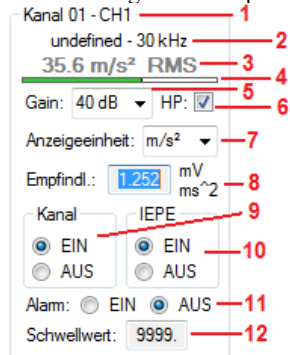 Kanal 01 - CH1 1
undefined - 30 kHz 2
35.6 m/s² RMS 3
4
5
Gain: 40 dB HP: 6
Anzeigeeinheit: m/s² 7
Empfindl.: 1.252 mV
ms^2 8
Kanal IEPE 9
EIN EIN 10
AUS AUS
Alarm: EIN AUS 11
Schwellwert: 9999. 12